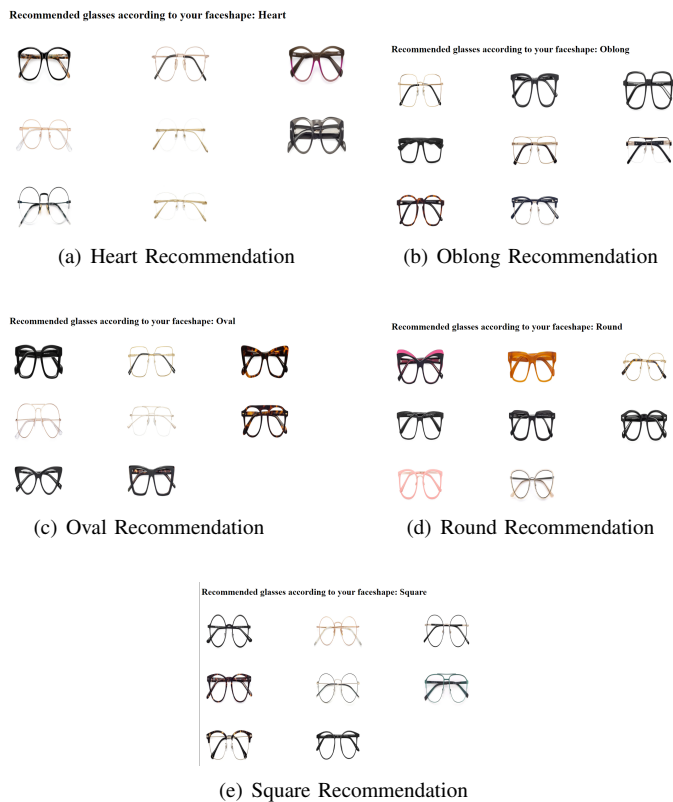 Recommended glasses according to your faceshape: Heart
(a) Heart Recommendation
Recommended glasses according to your faceshape: Oblong
(b) Oblong Recommendation
Recommended glasses according to your faceshape: Oval
(c) Oval Recommendation
Recommended glasses according to your faceshape: Round
(d) Round Recommendation
Recommended glasses according to your faceshape: Square
(e) Square Recommendation